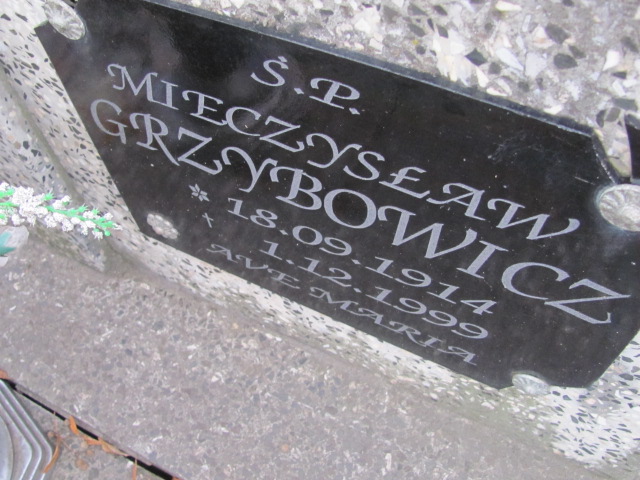 Ś.P.
MIECZYSŁAW
GRZYBOWICZ
* 18.09.1914
† 1.12.1999
AVE MARIA